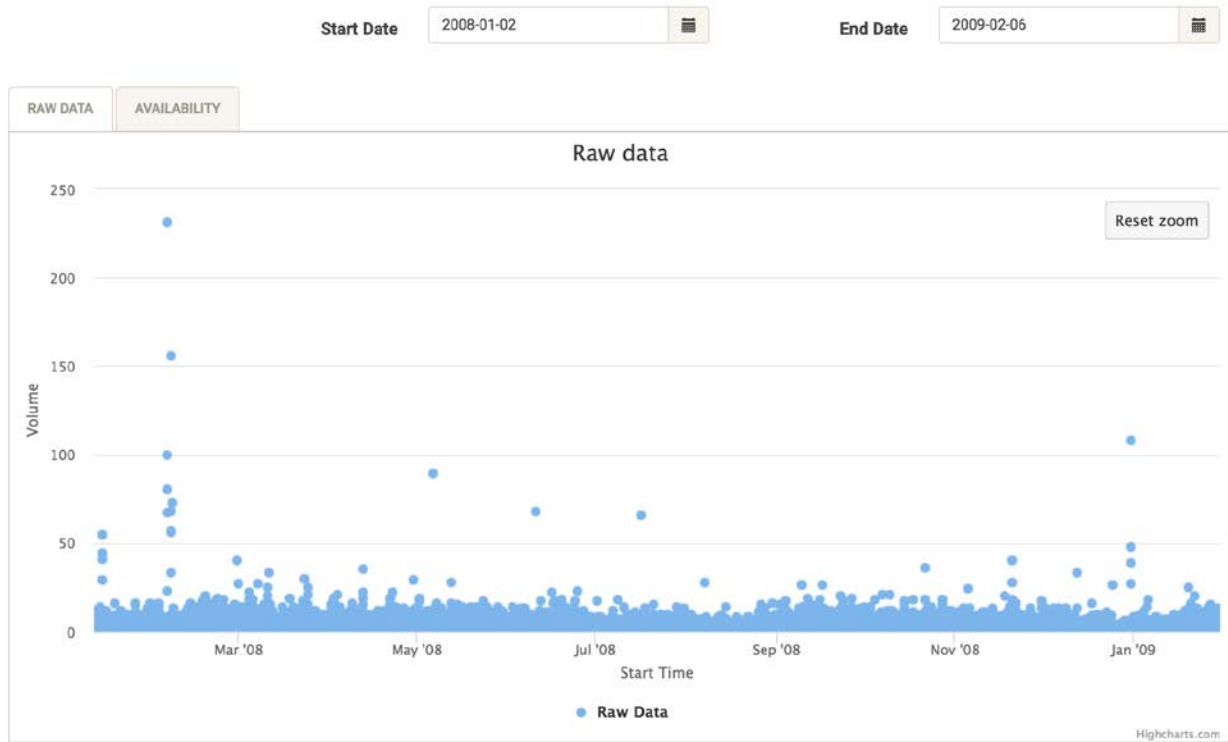 Start Date 2008-01-02 End Date 2009-02-06
RAW DATA AVAILABILITY
Raw data
Reset zoom
250
200
150
100
50
0
Volume
Mar '08 May '08 Jul '08 Sep '08 Nov '08 Jan '09
Start Time
Raw Data
Highcharts.com